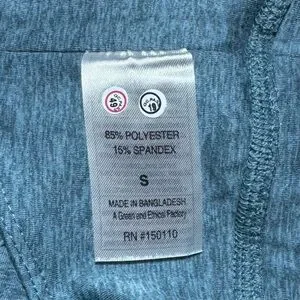 85% POLYESTER
15% SPANDEX
S
MADE IN BANGLADESH
A Green and Ethical Factory
RN #150110